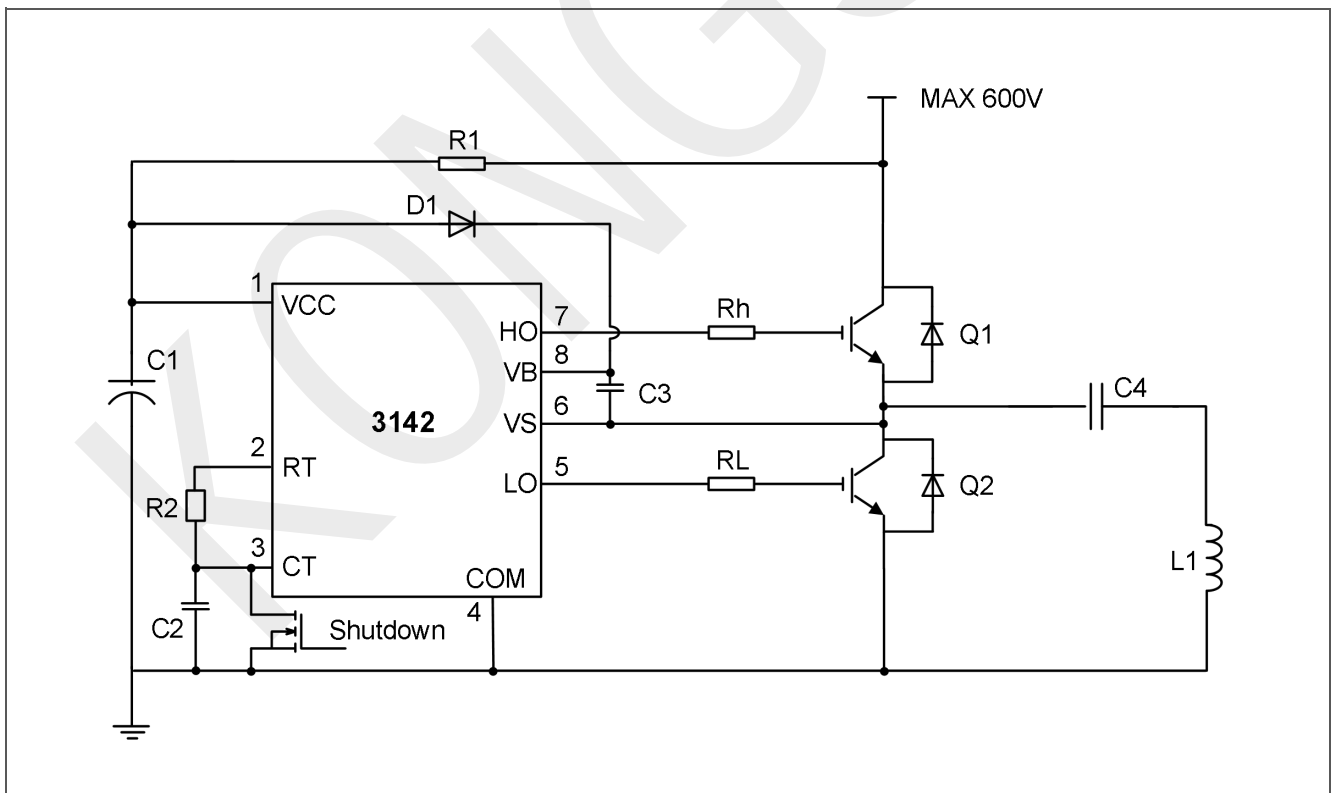 KONG
MAX 600V
R1
D1
1
VCC
C1
HO
7
Rh
Q1
VB
8
C3
C4
3142
VS
6
2
RT
LO
5
RL
Q2
R2
L1
3
CT
COM
4
C2
Shutdown